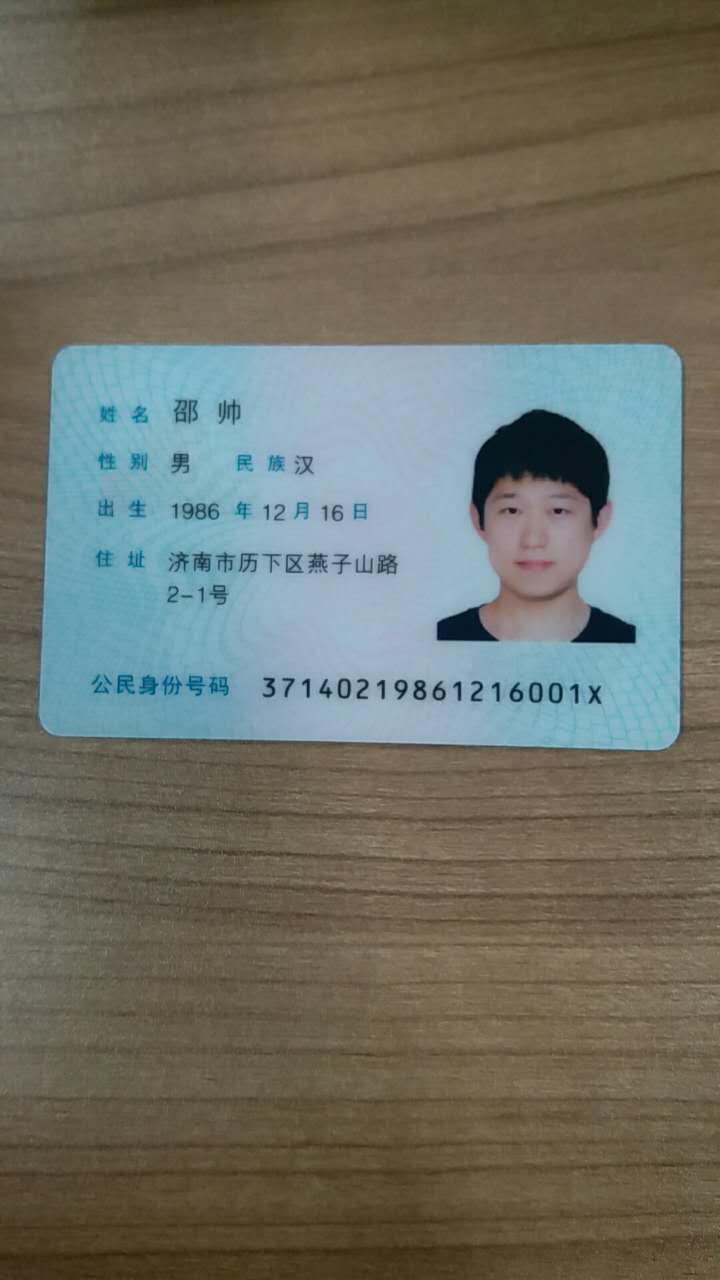 姓名 邵帅
性别 男 民族 汉
出生 1986 年 12 月 16 日
住址 济南市历下区燕子山路
2-1号
公民身份号码 37140219861216001X